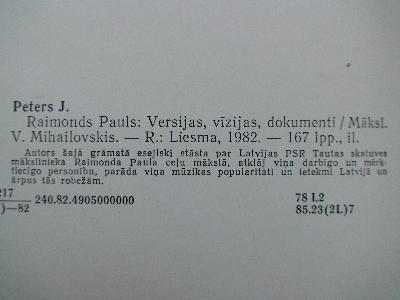 Peters J.
Raimonds Pauls: Versijas, vīzijas, dokumenti / Māksl.
V. Mihailovskis. — R.: Liesma, 1982. — 167 lpp., il.
Autors šajā grāmatā esejiski stāsta par Latvijas PSR Tautas skatuves
mākslinieka Raimonda Paula ceļu mākslā, atklāj viņa darbīgo un mērķ-
tiecīgo personību, parāda viņa mūzikas popularitāti un ietekmi Latvijā un
ārpus tās robežām.
217
)—82 240.82.4905000000
78 L2
85.23(2L)7